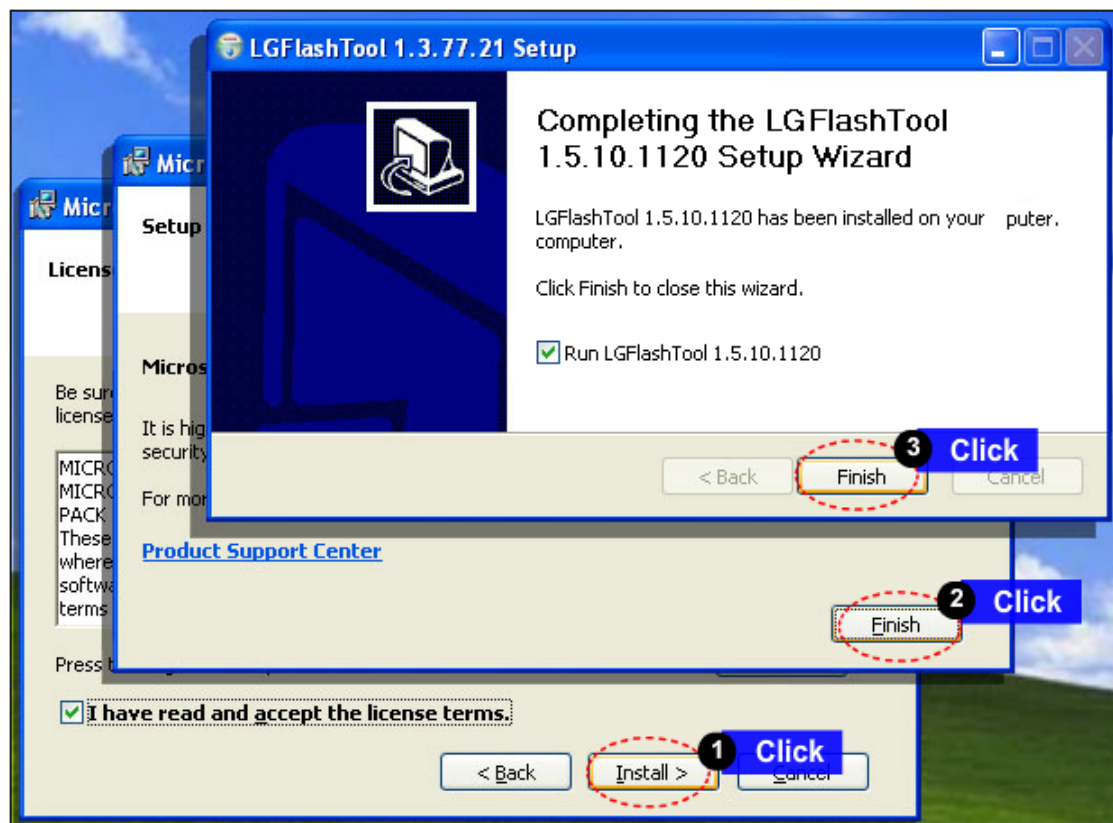 LGFlashTool 1.3.77.21 Setup
Completing the LGFlashTool
1.5.10.1120 Setup Wizard
LGFlashTool 1.5.10.1120 has been installed on your puter.
computer.
Click Finish to close this wizard.
Run LGFlashTool 1.5.10.1120
< Back
Finish
Cancel
3 Click
Micr
Setup
Micros
It is hig
security
For mor
Product Support Center
Finish
2 Click
Micr
Licens
Be sur
license
MICRO
MICRO
PACK
These
where
softwa
terms
Press
I have read and accept the license terms.
< Back
Install >
Cancel
1 Click